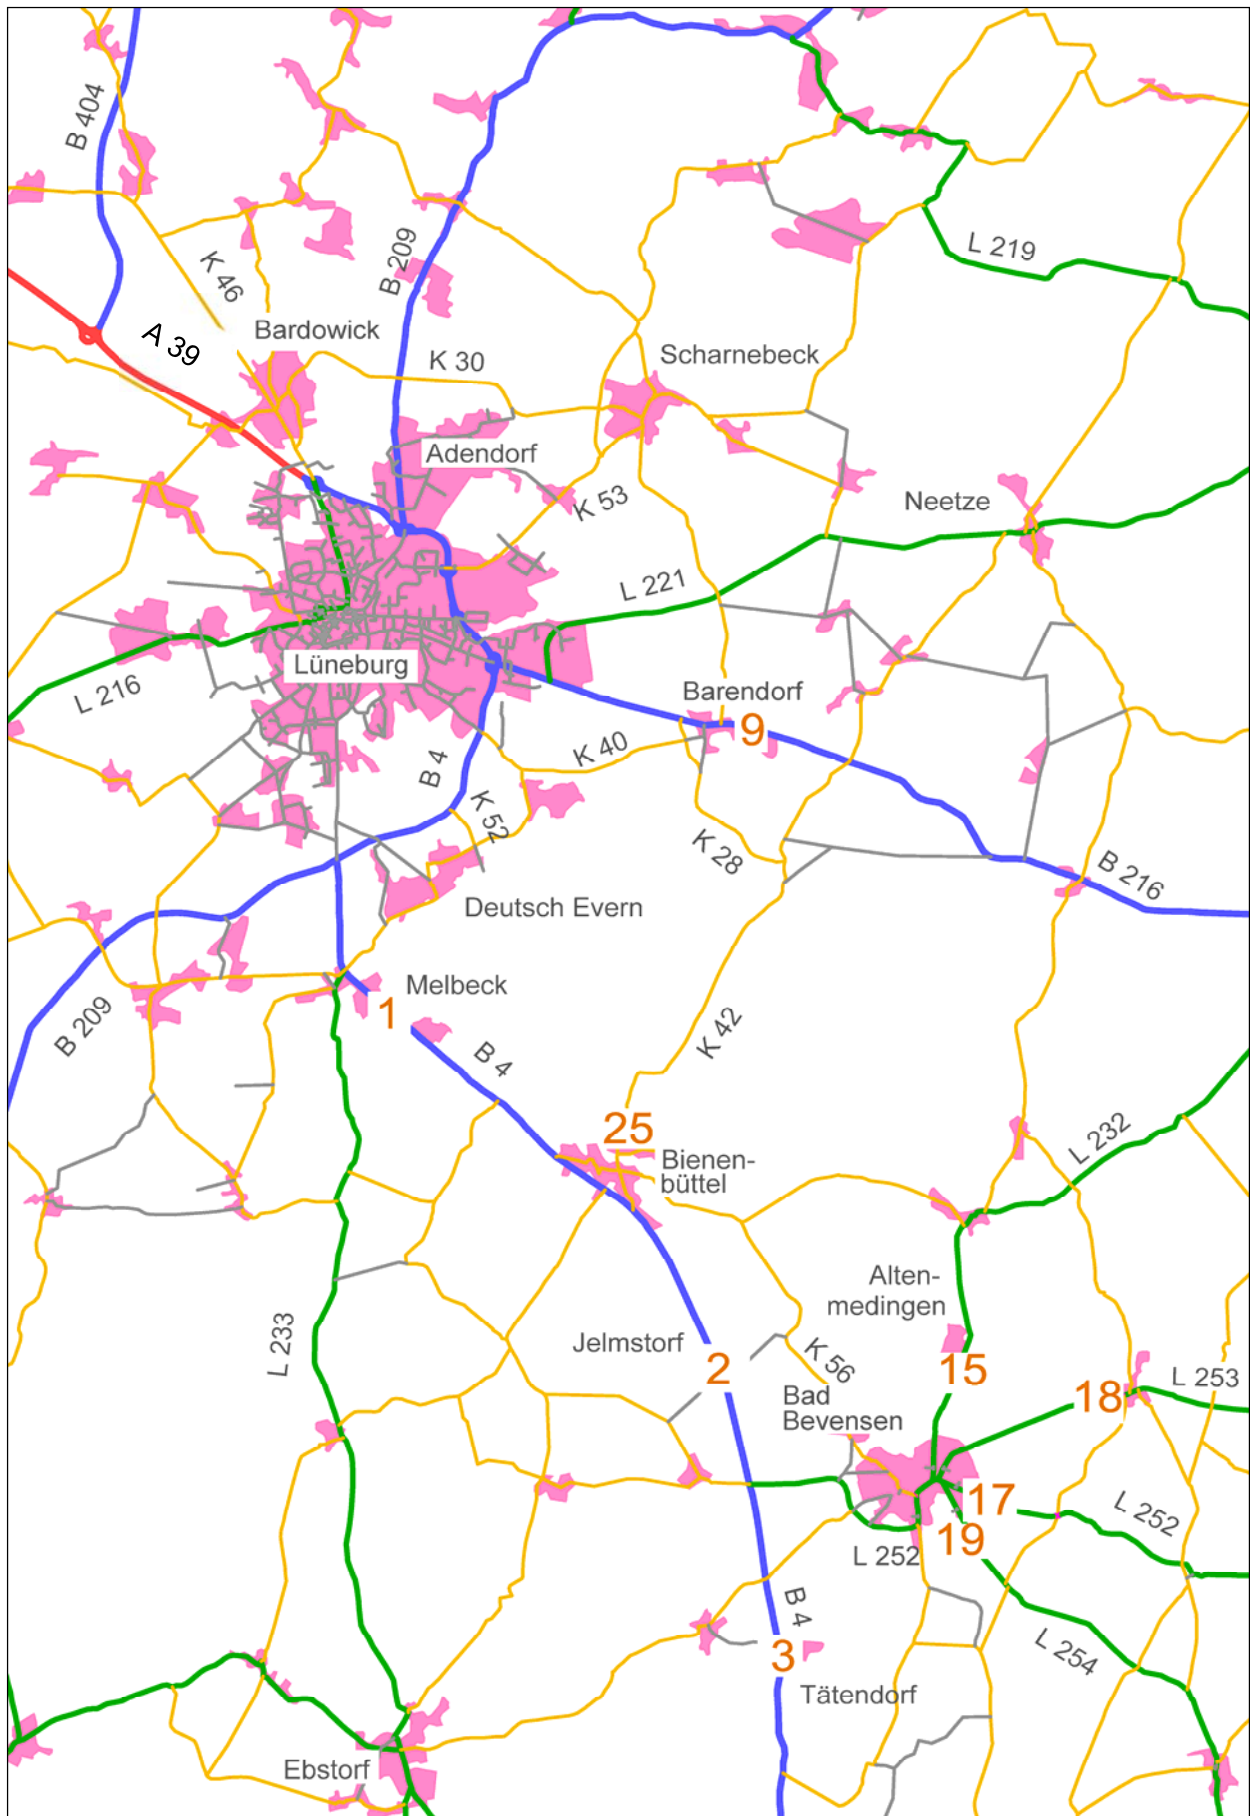 B 404
L 219
K 46
B 209
A 39
Bardowick
K 30
Scharnebeck
Adendorf
K 53
Neetze
L 221
Lüneburg
L 216
Barendorf
9
K 40
B 4
K 52
K 28
B 216
Deutsch Evern
Melbeck
1
B 209
K 42
B 4
25
Bienen-
büttel
L 232
Alten-
medingen
L 233
Jelmstorf
2
K 56
15
18
L 253
Bad
Bevensen
17
L 252
19
L 252
B 4
3
L 254
Tätendorf
Ebstorf